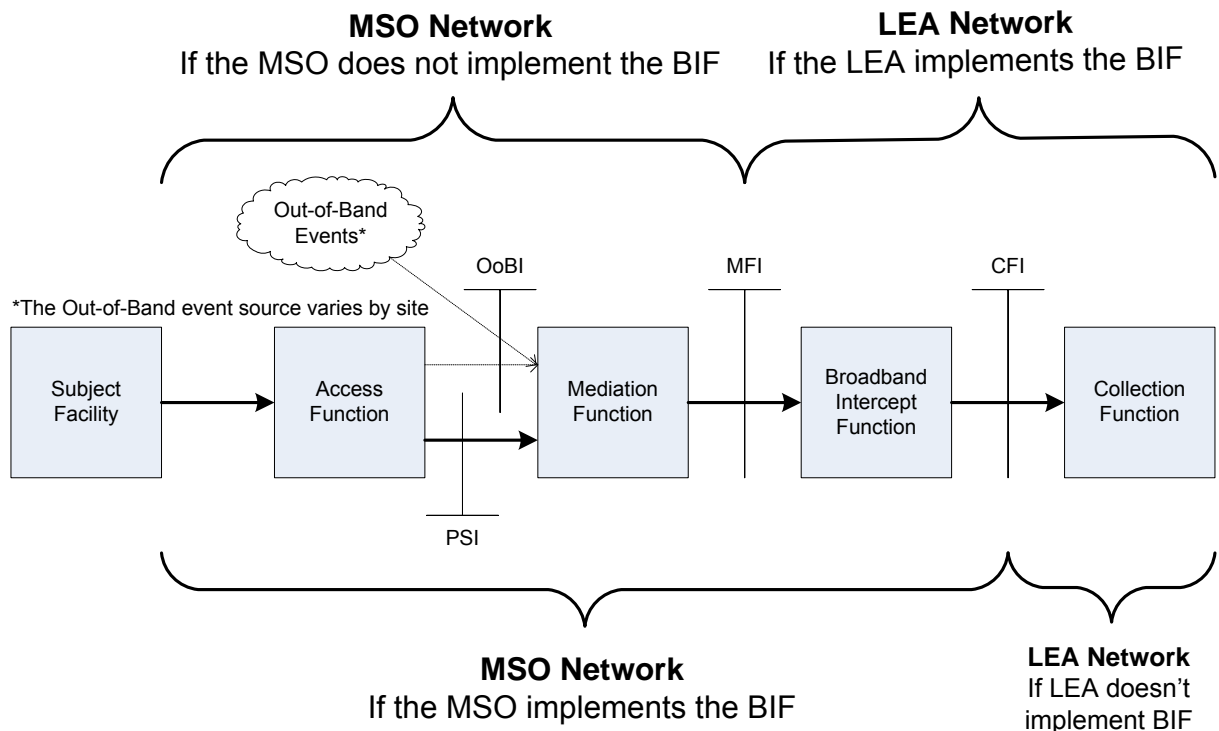 MSO Network
If the MSO does not implement the BIF
LEA Network
If the LEA implements the BIF
Out-of-Band
Events*
OoBI
MFI
CFI
*The Out-of-Band event source varies by site
Subject
Facility
Access
Function
Mediation
Function
Broadband
Intercept
Function
Collection
Function
PSI
MSO Network
If the MSO implements the BIF
LEA Network
If LEA doesn't
implement BIF